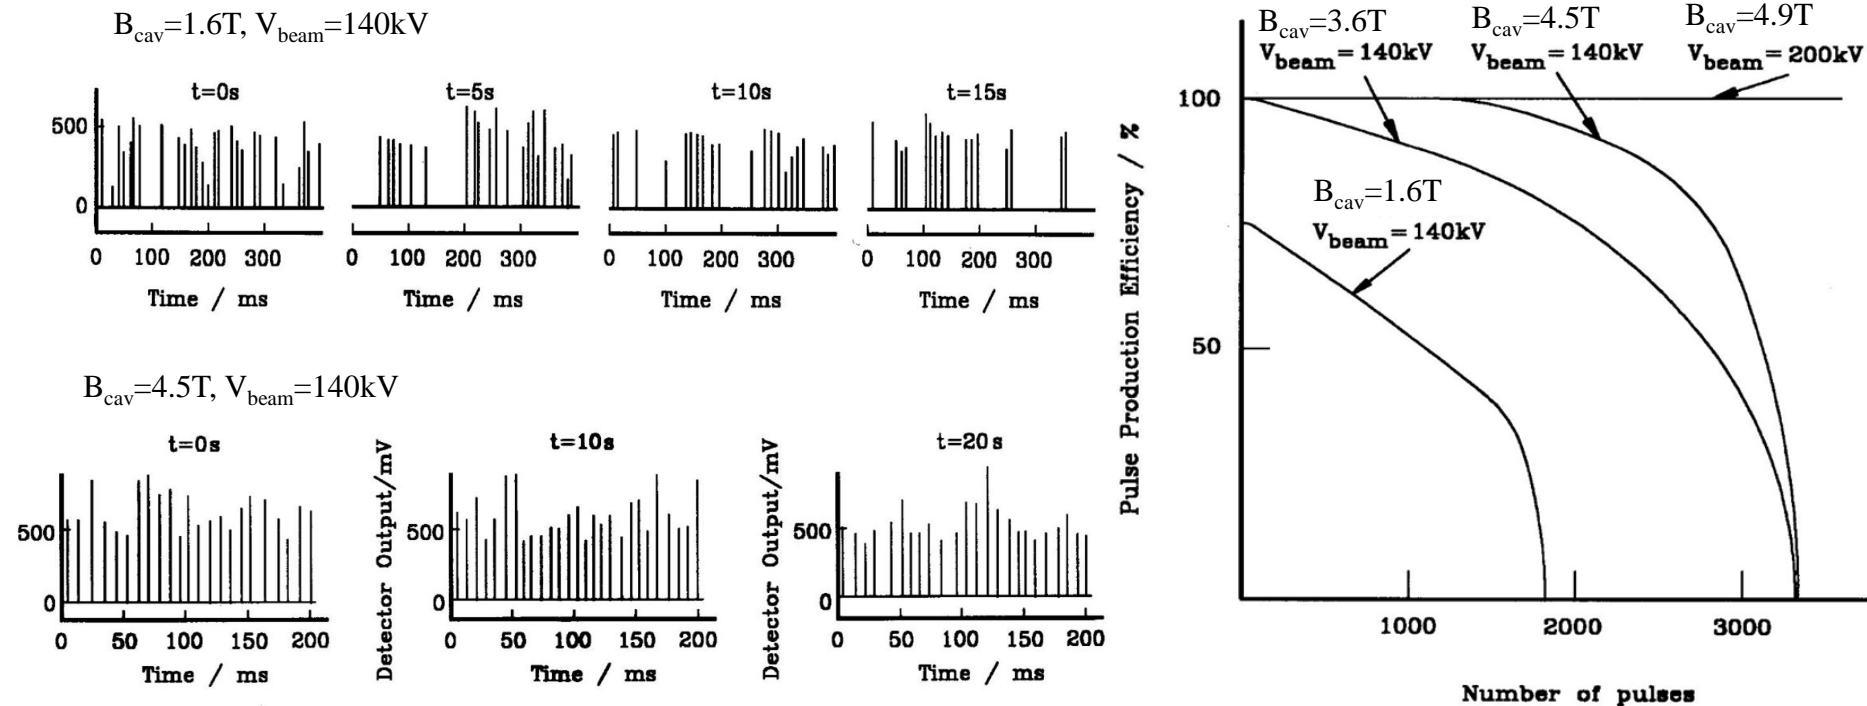 B_cav=1.6T, V_beam=140kV
t=0s
t=5s
t=10s
t=15s
500
0
0 100 200 300
0 100 200 300
0 100 200 300
0 100 200 300
Time / ms
Time / ms
Time / ms
Time / ms
B_cav=4.5T, V_beam=140kV
t=0s
t=10s
t=20s
500
0
0 50 100 150 200
Time / ms
Detector Output/mV
500
0
0 50 100 150 200
Time / ms
Detector Output/mV
500
0
0 50 100 150 200
Time / ms
Pulse Production Efficiency / %
B_cav=3.6T
V_beam=140kV
B_cav=4.5T
V_beam=140kV
B_cav=4.9T
V_beam=200kV
B_cav=1.6T
V_beam=140kV
100
50
1000 2000 3000
Number of pulses